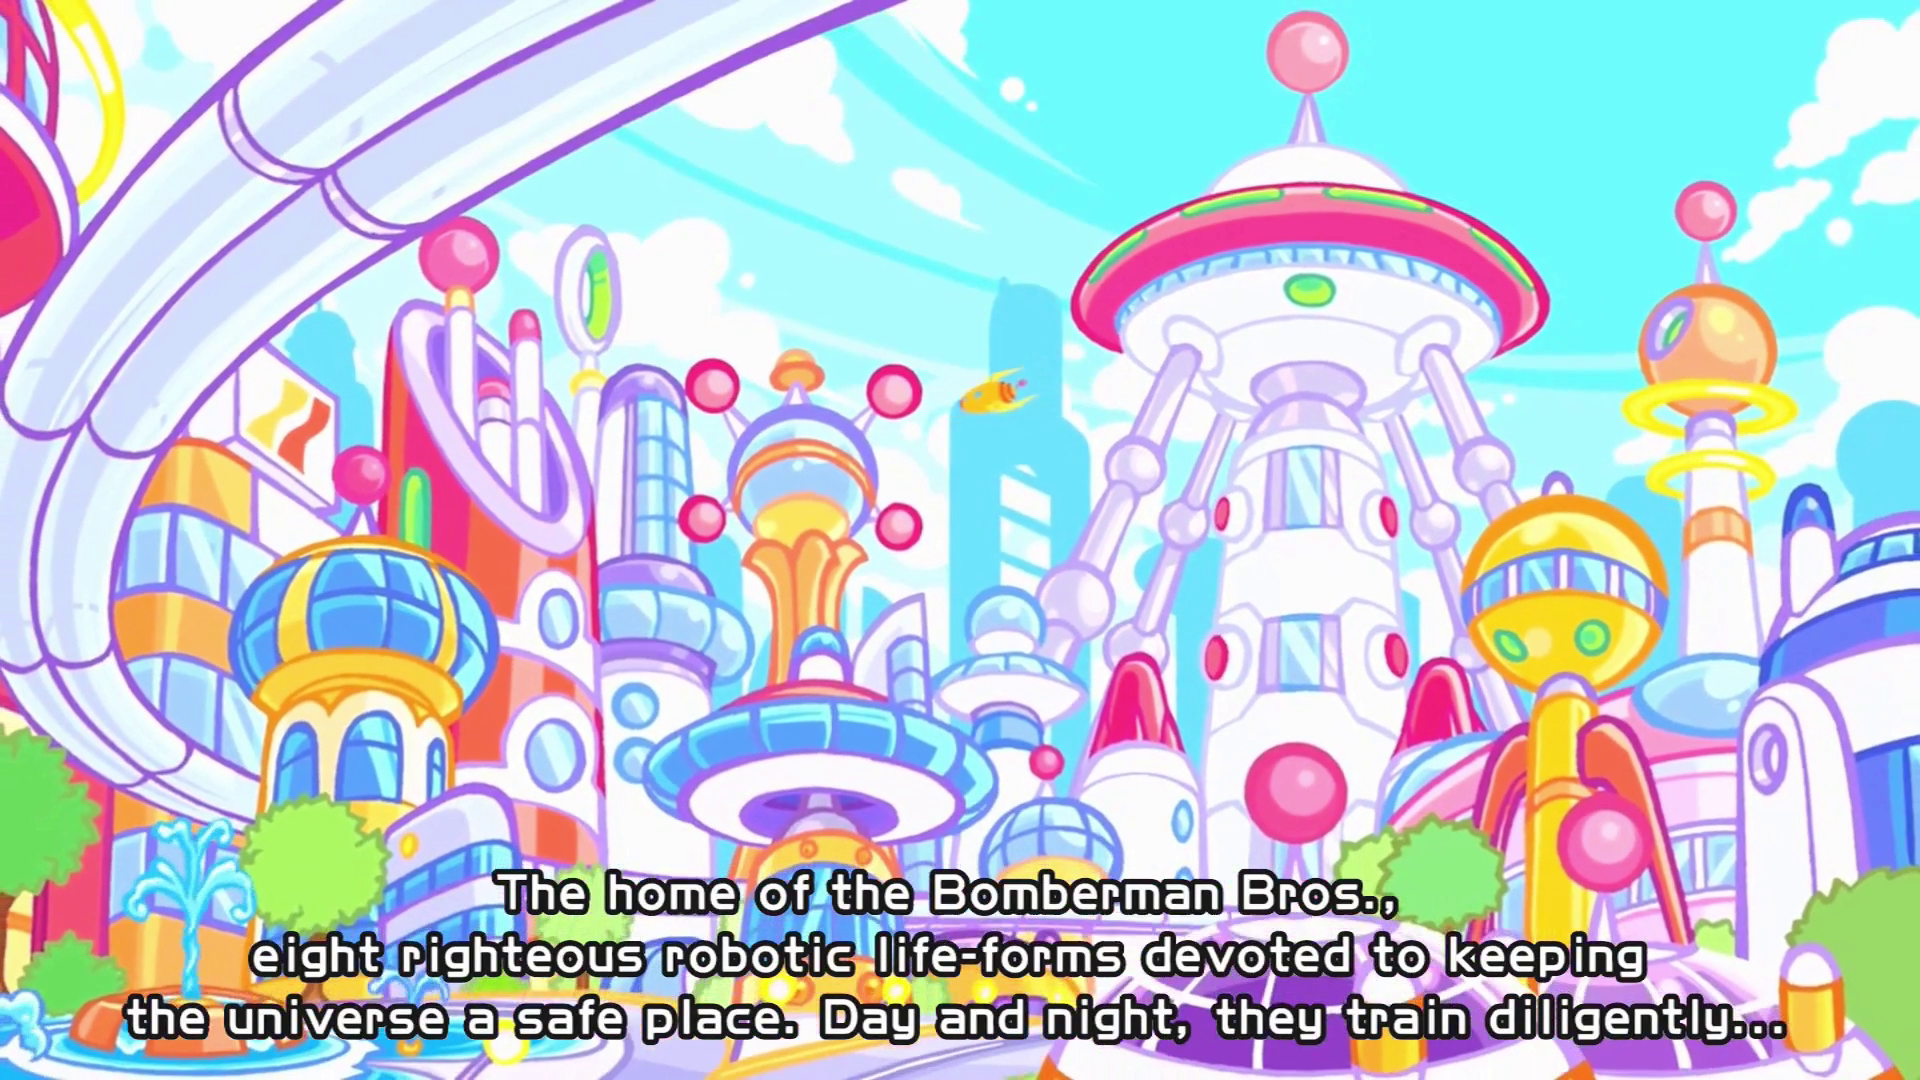 The home of the Bomberman Bros.,
eight righteous robotic life-forms devoted to keeping
the universe a safe place. Day and night, they train diligently...